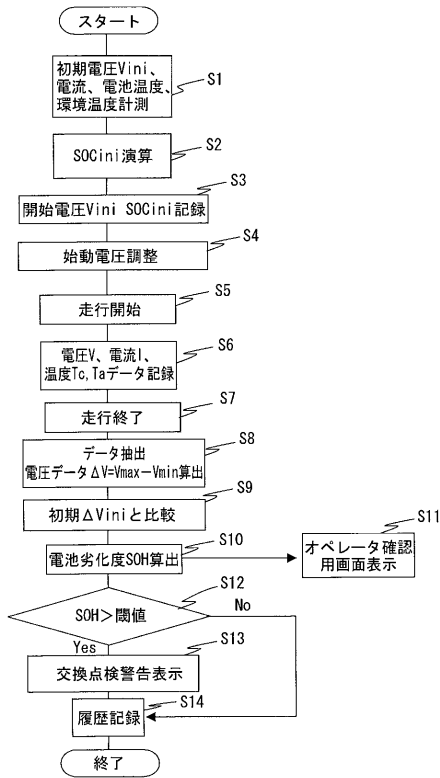 スタート
初期電圧Vini、
電流、電池温度、
環境温度計測
S1
SOCini演算
S2
開始電圧Vini SOCini記録
S3
始動電圧調整
S4
走行開始
S5
電圧V、電流I、
温度Tc,Taデータ記録
S6
走行終了
S7
データ抽出
電圧データΔV=Vmax−Vmin算出
S8
初期ΔViniと比較
S9
電池劣化度SOH算出
S10
オペレータ確認
用画面表示
S11
SOH＞閾値
S12
No
Yes
交換点検警告表示
S13
履歴記録
S14
終了